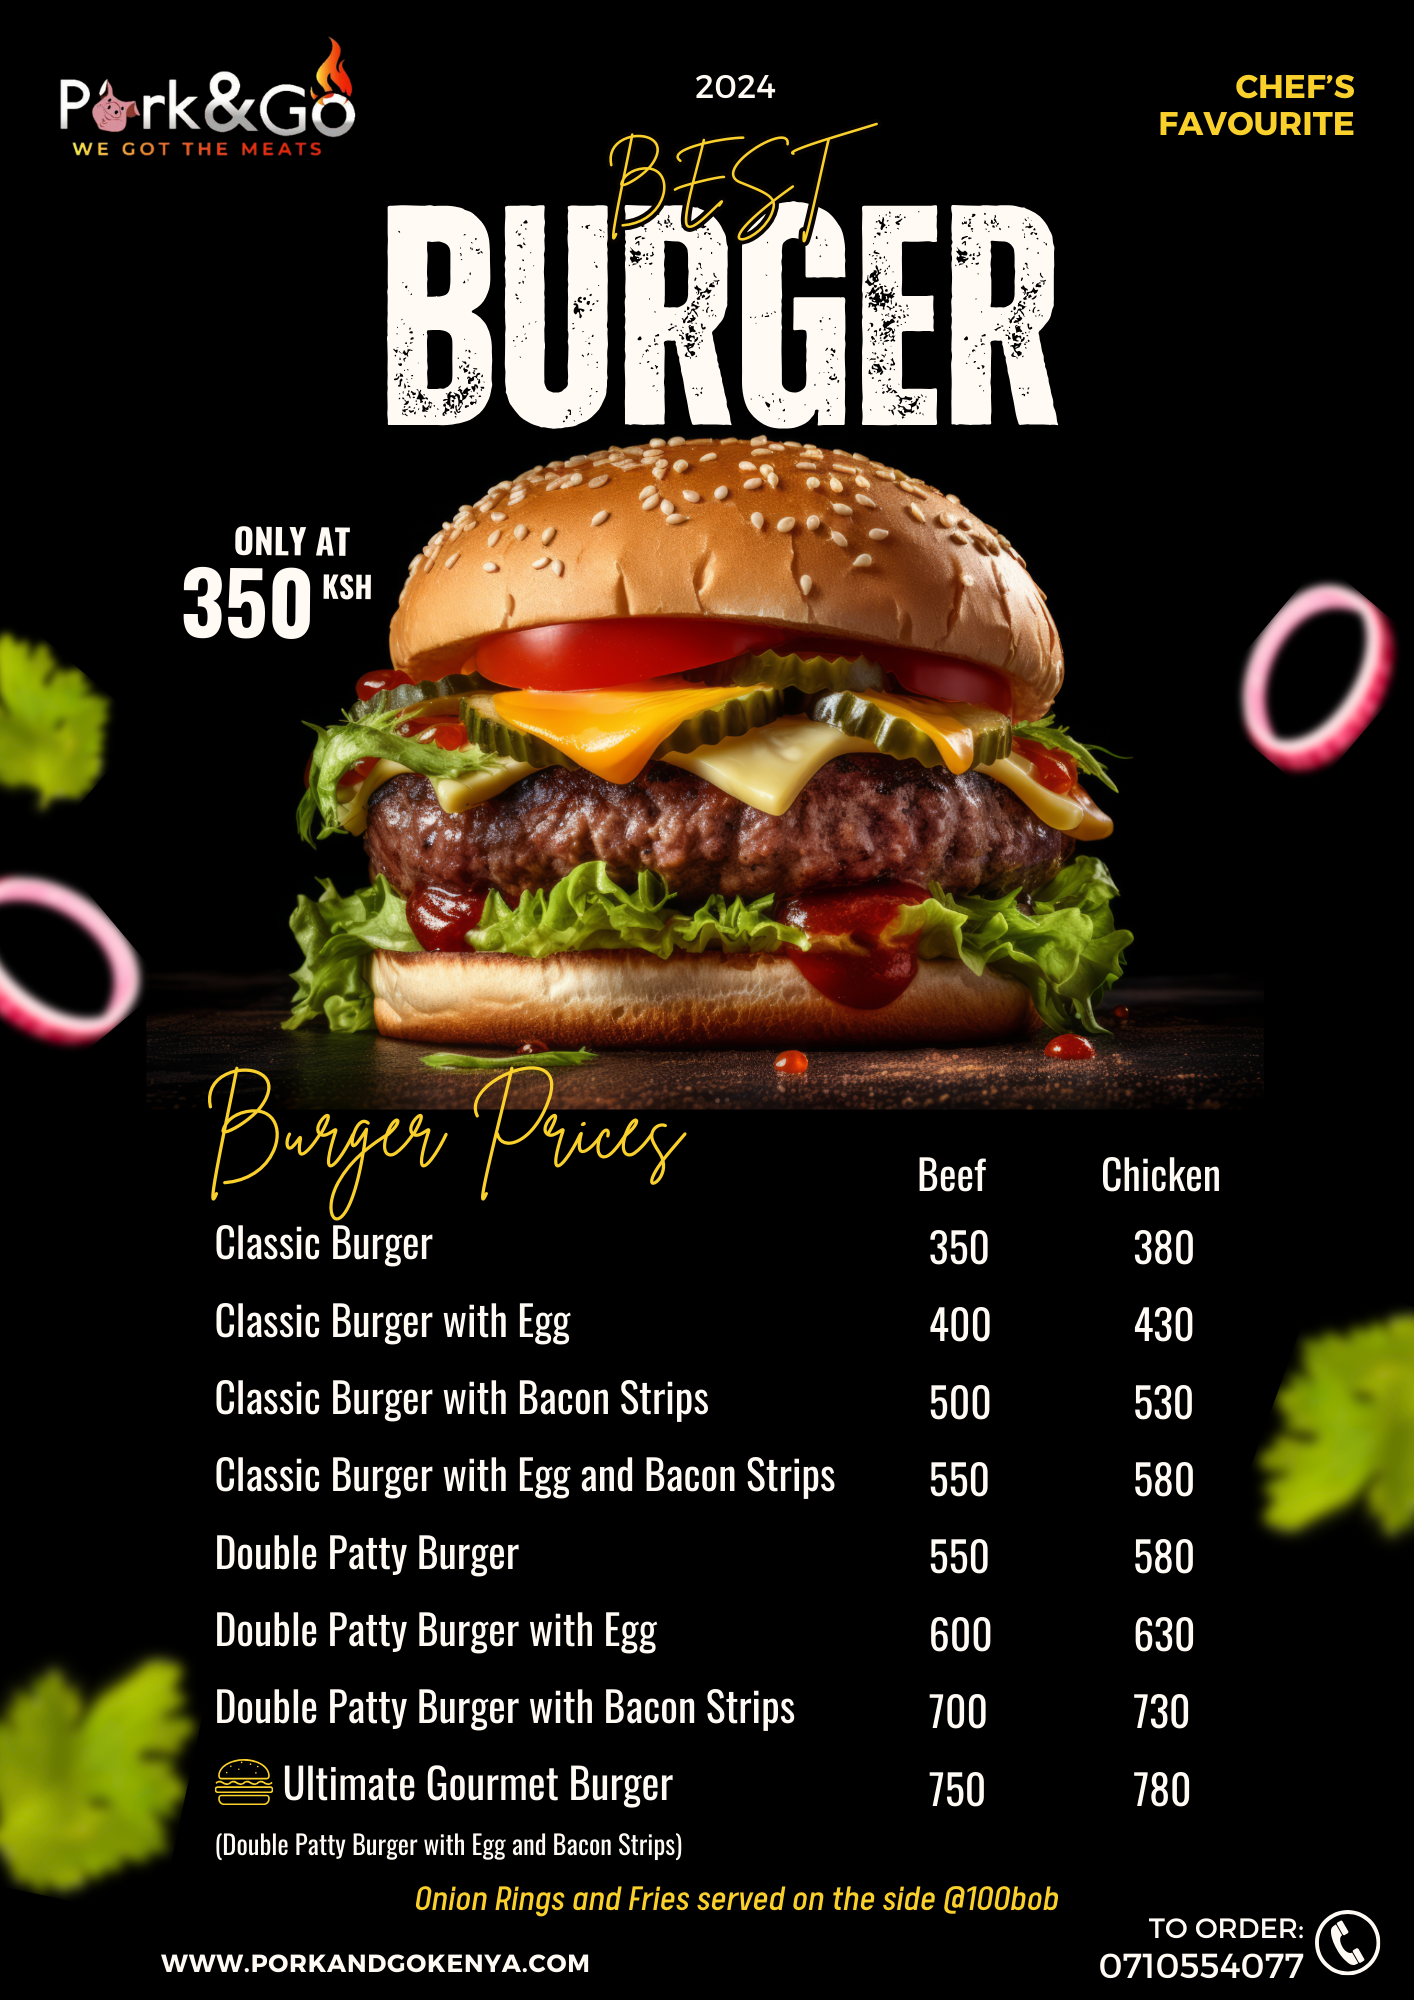 Pork&Go
WE GOT THE MEATS
2024
CHEF'S
FAVOURITE
BEST
BURGER
ONLY AT
350 KSH
Burger Prices
Beef Chicken
Classic Burger 350 380
Classic Burger with Egg 400 430
Classic Burger with Bacon Strips 500 530
Classic Burger with Egg and Bacon Strips 550 580
Double Patty Burger 550 580
Double Patty Burger with Egg 600 630
Double Patty Burger with Bacon Strips 700 730
Ultimate Gourmet Burger 750 780
(Double Patty Burger with Egg and Bacon Strips)
Onion Rings and Fries served on the side @100bob
WWW.PORKANDGOKENYA.COM
TO ORDER:
0710554077